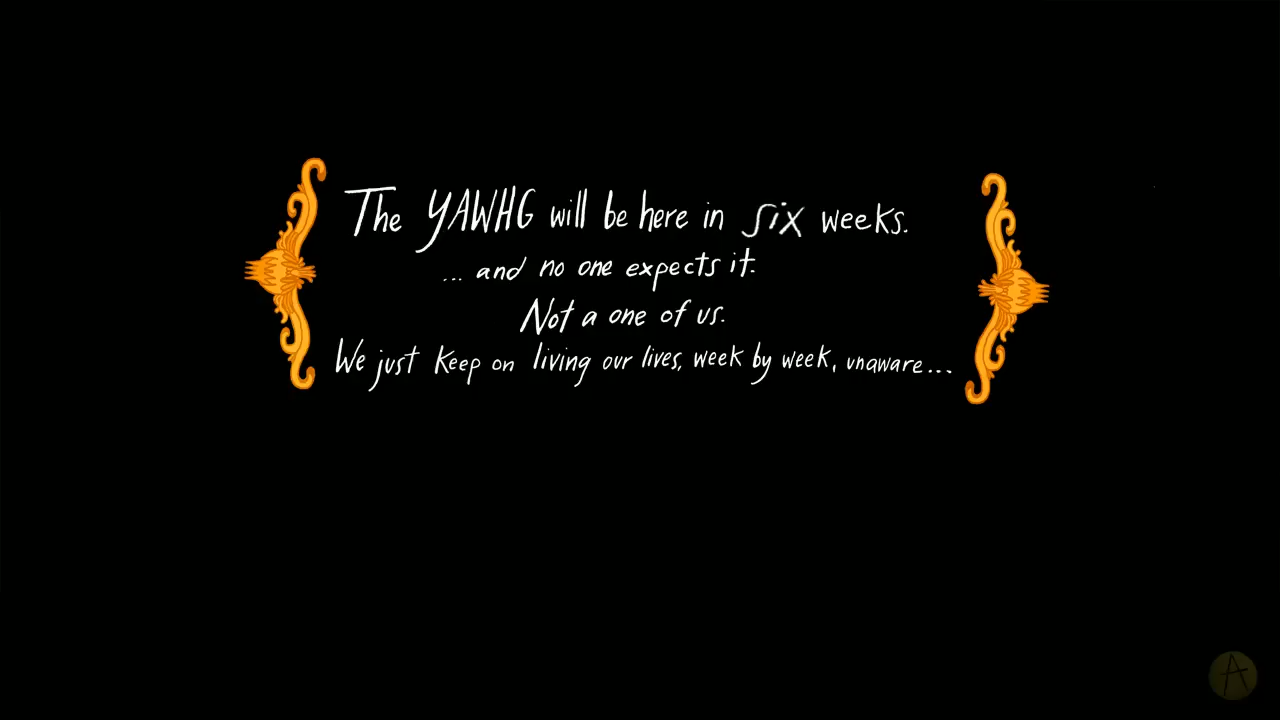 The YAWHG will be here in six weeks.
... and no one expects it.
Not a one of us.
We just keep on living our lives, week by week, unaware...
A